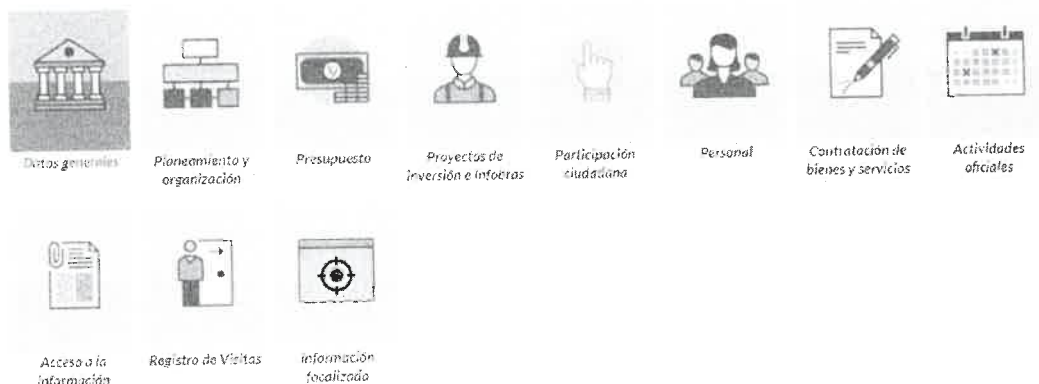 Datos generales
Planeamiento y
organización
Presupuesto
Proyectos de
inversión e Infobras
Participación
ciudadana
Personal
Contratación de
bienes y servicios
Actividades
oficiales
Acceso a la
información
Registro de Visitas
Información
focalizada